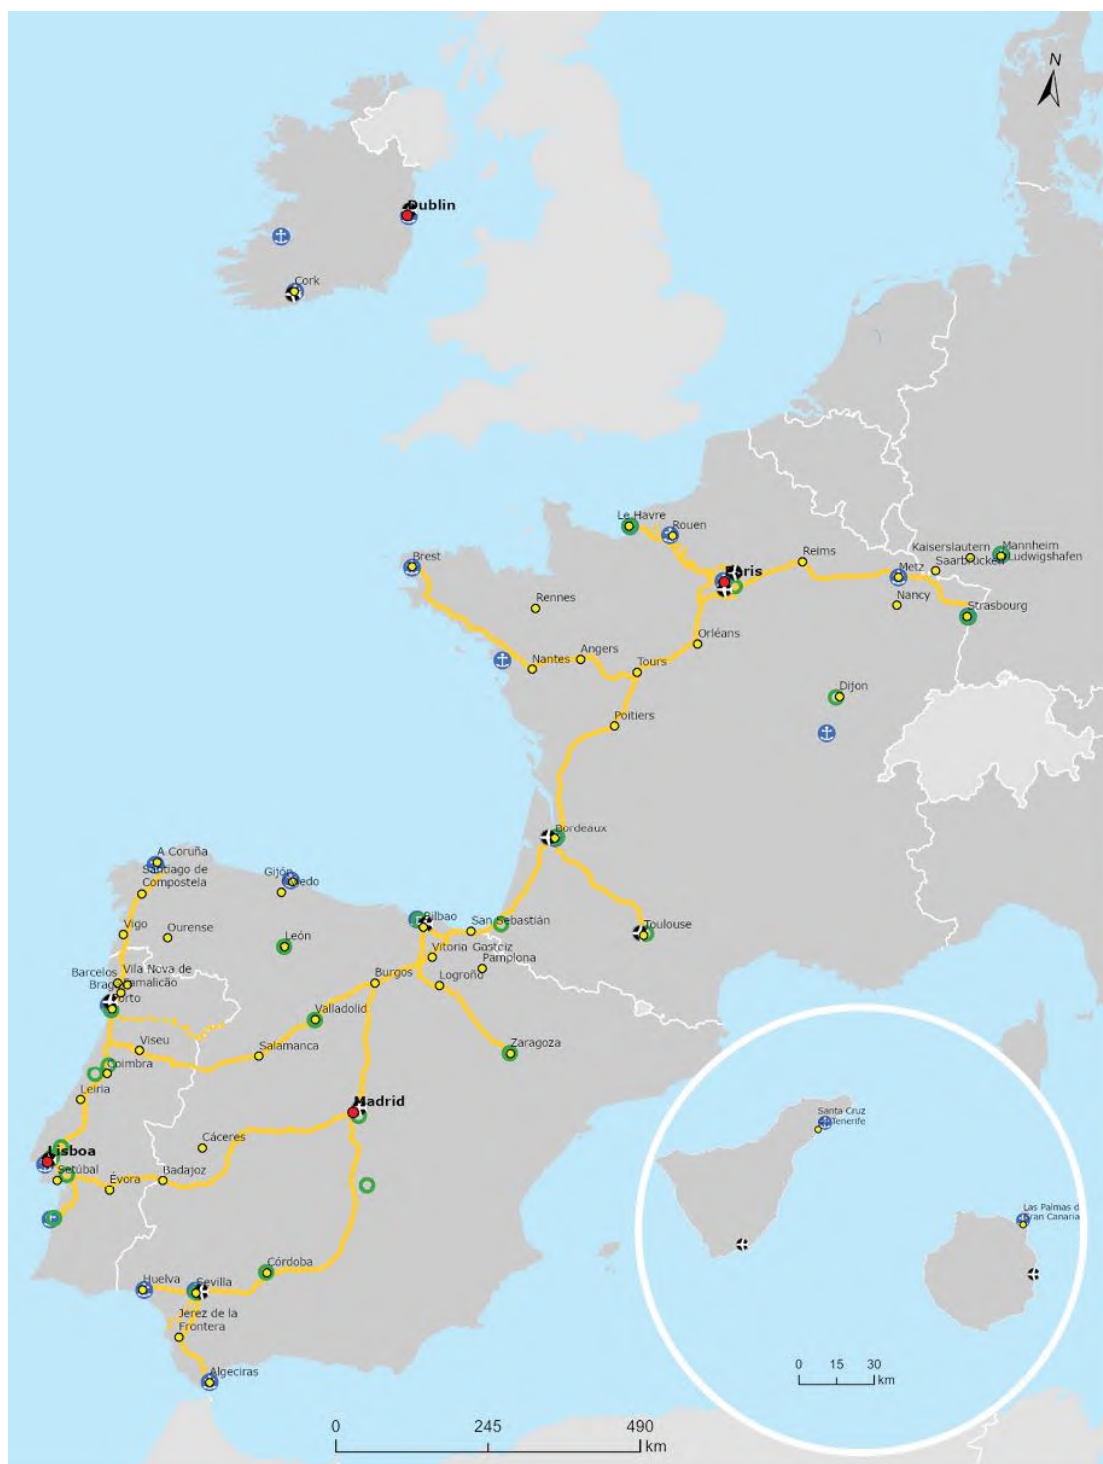 N
Dublin
Cork
Le Havre
Rouen
Brest
Rennes
Reims
Kaiserslautern
Mannheim
Ludwigshafen
Saarbrücken
Metz
Nancy
Strasbourg
Orléans
Angers
Nantes
Tours
Dijon
Poitiers
Bordeaux
A Coruña
Santiago de
Compostela
Gijón
Vigo
Ourense
León
Bilbao
San Sebastián
Toulouse
Vitoria Gasteiz
Pamplona
Barcelos
Vila Nova de
Famalicão
Burgos
Logroño
Valladolid
Viseu
Salamanca
Zaragoza
Coimbra
Leiria
Madrid
Cáceres
Lisboa
Setúbal
Évora
Badajoz
Córdoba
Huelva
Sevilla
Jerez de la
Frontera
Algeciras
Santa Cruz
Tenerife
Las Palmas d
Gran Canaria
0 15 30
km
0 245 490
km